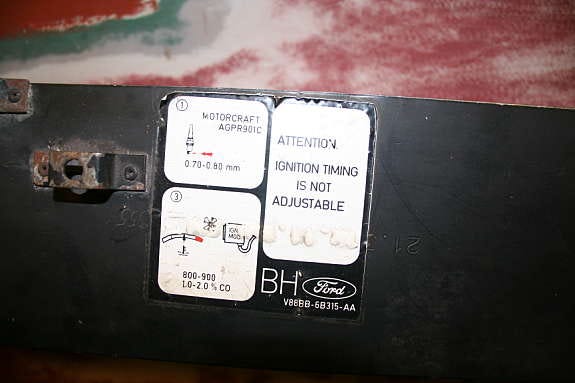 1
MOTORCRAFT
AGPR901C
0.70-0.80 mm
ATTENTION.
IGNITION TIMING
IS NOT
ADJUSTABLE
3
IGN.
MOD.
800-900
1.0-2.0 % CO
BH Ford
V86BB-6B315-AA